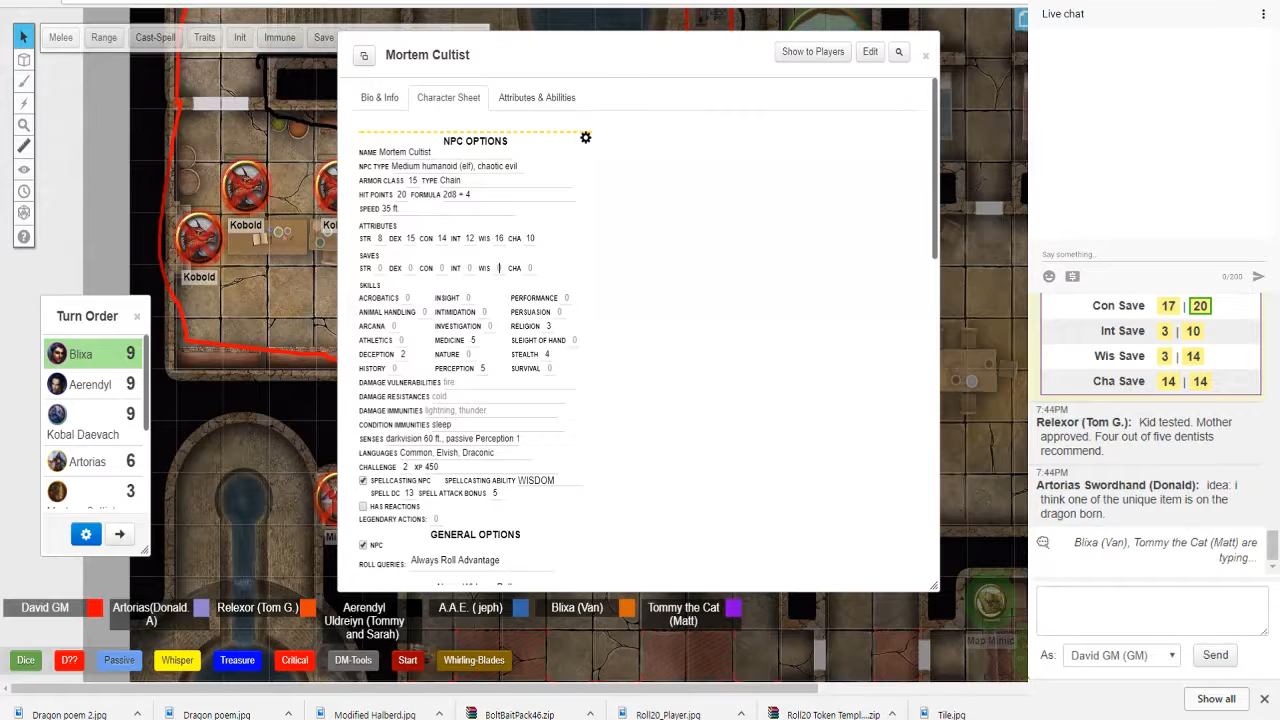 Live chat
Melee Range Cast-Spell Traits Init Immune Save
Mortem Cultist
Show to Players Edit
Bio & Info Character Sheet Attributes & Abilities
NPC OPTIONS
NAME Mortem Cultist
NPC TYPE Medium humanoid (elf), chaotic evil
ARMOR CLASS 15 TYPE Chain
HIT POINTS 20 FORMULA 2d8 + 4
SPEED 35 ft.
ATTRIBUTES
STR 8 DEX 15 CON 14 INT 12 WIS 16 CHA 10
SAVES
STR 0 DEX 0 CON 0 INT 0 WIS CHA 0
SKILLS
ACROBATICS 0 INSIGHT 0 PERFORMANCE 0
ANIMAL HANDLING 0 INTIMIDATION 0 PERSUASION 0
ARCANA 0 INVESTIGATION 0 RELIGION 3
ATHLETICS 0 MEDICINE 5 SLEIGHT OF HAND 0
DECEPTION 2 NATURE 0 STEALTH 4
HISTORY 0 PERCEPTION 5 SURVIVAL 0
DAMAGE VULNERABILITIES fire
DAMAGE RESISTANCES cold
DAMAGE IMMUNITIES lightning, thunder
CONDITION IMMUNITIES sleep
SENSES darkvision 60 ft., passive Perception 1
LANGUAGES Common, Elvish, Draconic
CHALLENGE 2 XP 450
SPELLCASTING NPC SPELLCASTING ABILITY WISDOM
SPELL DC 13 SPELL ATTACK BONUS 5
HAS REACTIONS
LEGENDARY ACTIONS: 0
GENERAL OPTIONS
NPC
ROLL QUERIES: Always Roll Advantage
Kobold
Kobold
Turn Order
Blixa 9
Aerendyl 9
9
Kobal Daevach
Artorias 6
3
Say something...
0/200
Con Save 17 | 20
Int Save 3 | 10
Wis Save 3 | 14
Cha Save 14 | 14
7:44PM
Relexor (Tom G.): Kid tested. Mother
approved. Four out of five dentists
recommend.
7:44PM
Artorias Swordhand (Donald): idea: i
think one of the unique is on the
dragon born.
Blixa (Van), Tommy the Cat (Matt) are
typing...
Map Mimic
As: David GM (GM) Send
David GM
Artorias(Donald.
A)
Relexor (Tom G.)
Aerendyl
Uldreiyn (Tommy
and Sarah)
A.A.E. ( jeph)
Blixa (Van)
Tommy the Cat
(Matt)
Dice D?? Passive Whisper Treasure Critical DM-Tools Start Whirling-Blades
Show all
Dragon poem 2.jpg Dragon poem.jpg Modified Mortem C....jpg BoltBaitPack46.zip Roll20_Player.jpg Roll20 Token Templ....zip Tile.jpg